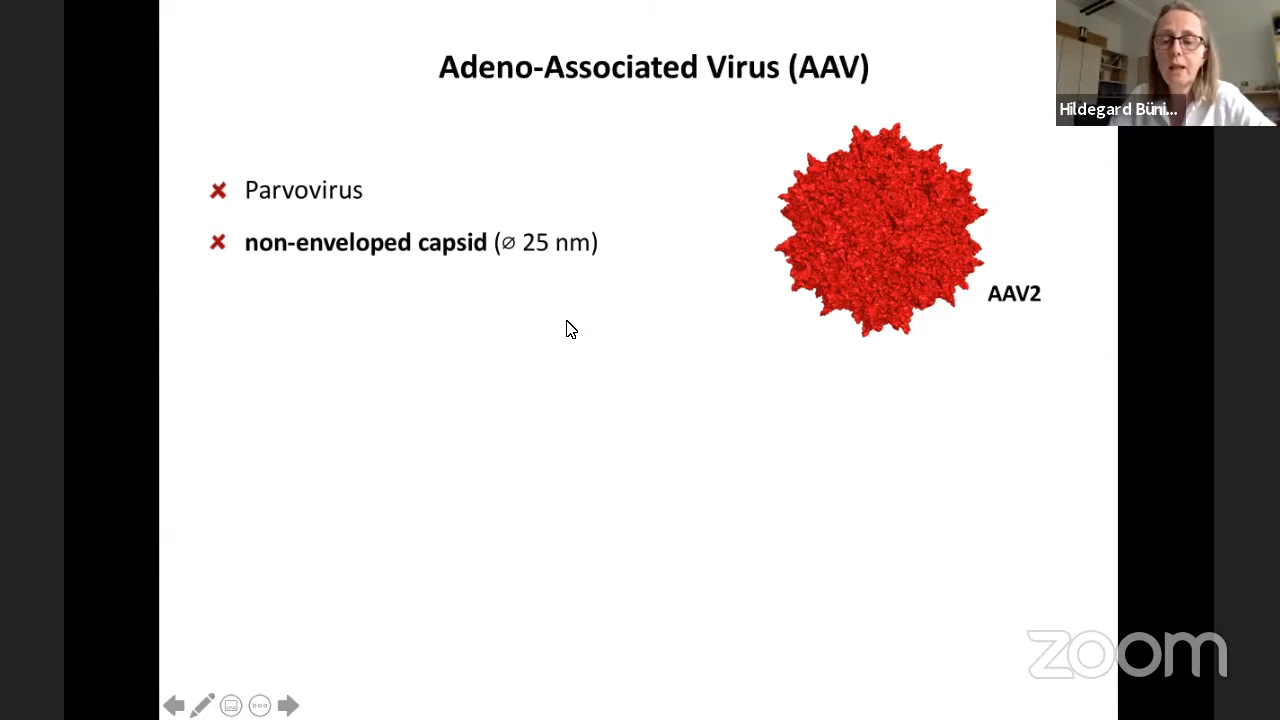 Adeno-Associated Virus (AAV)
Hildegard Büni...
✘ Parvovirus
✘ non-enveloped capsid (⌀ 25 nm)
AAV2
zoom